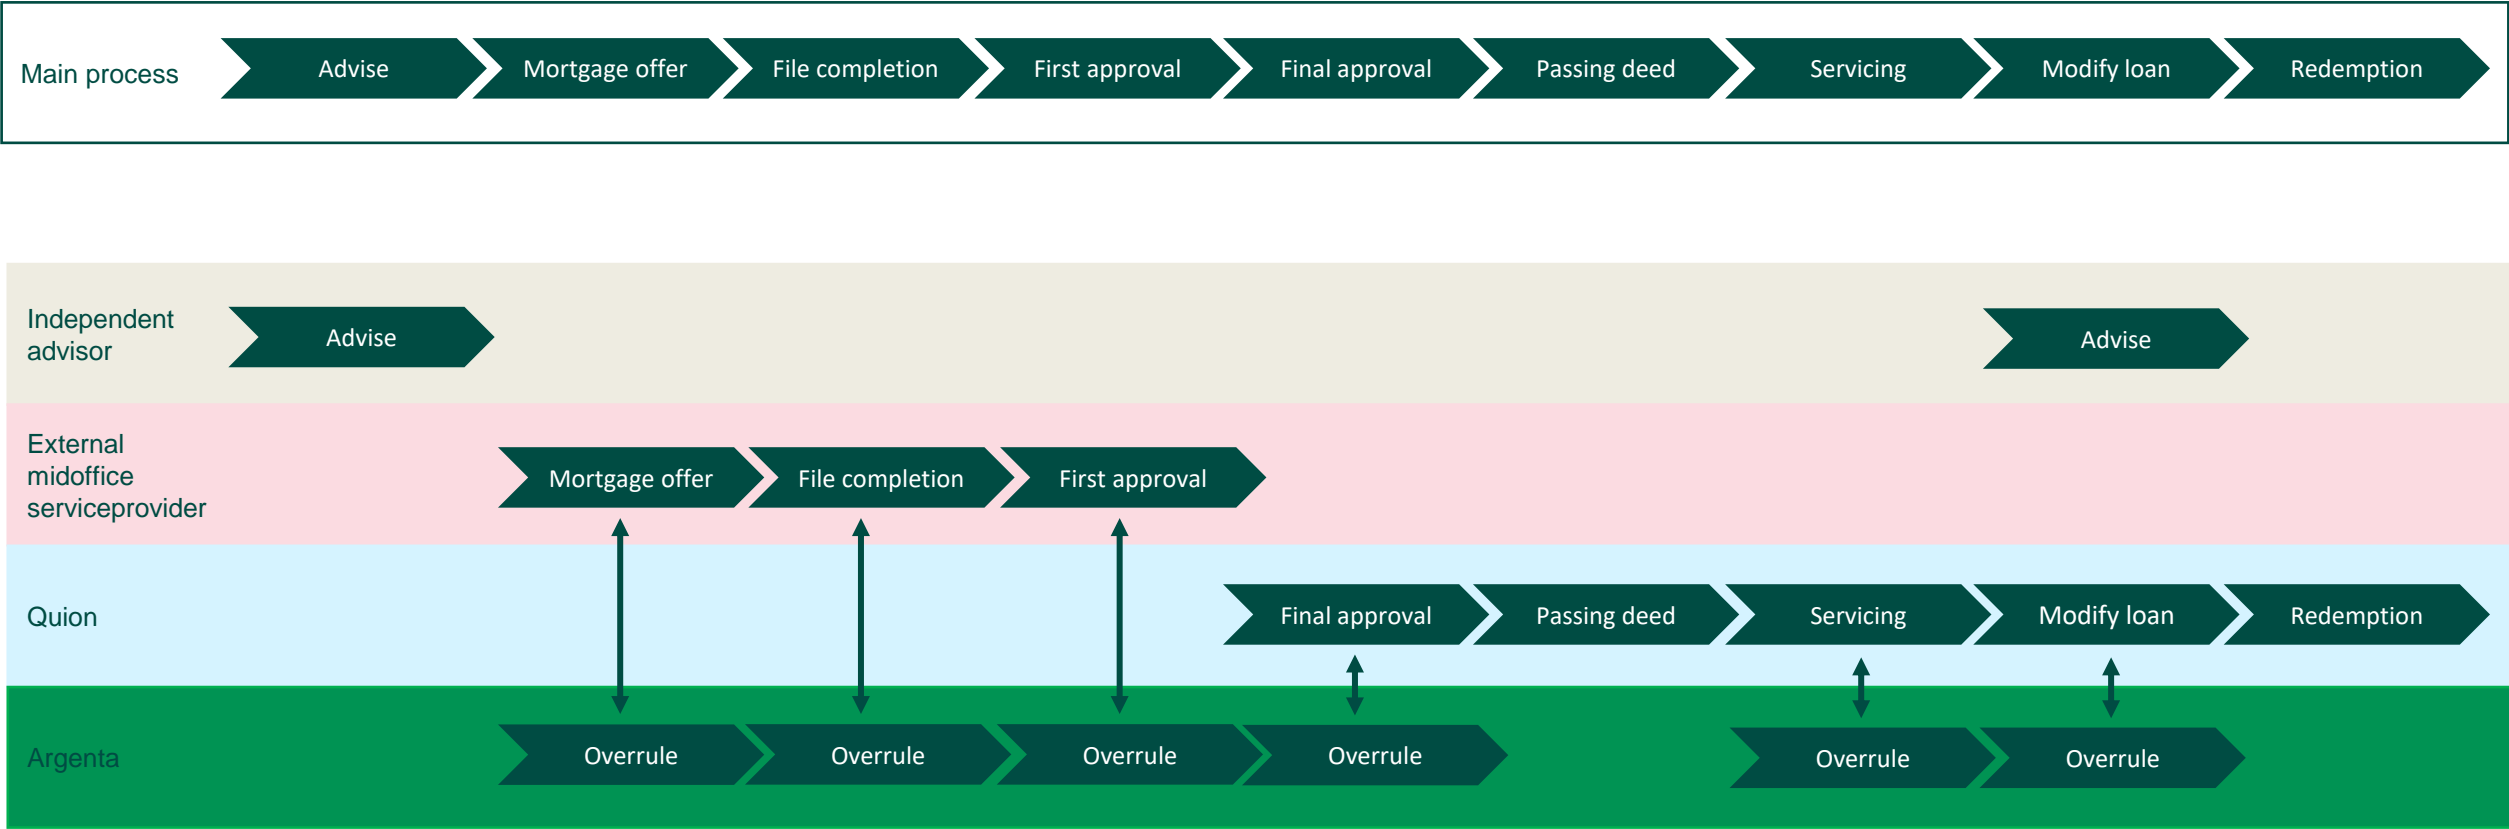 Main process
Advise
Mortgage offer
File completion
First approval
Final approval
Passing deed
Servicing
Modify loan
Redemption
Independent
advisor
Advise
Advise
External
midoffice
serviceprovider
Mortgage offer
File completion
First approval
Quion
Final approval
Passing deed
Servicing
Modify loan
Redemption
Argenta
Overrule
Overrule
Overrule
Overrule
Overrule
Overrule